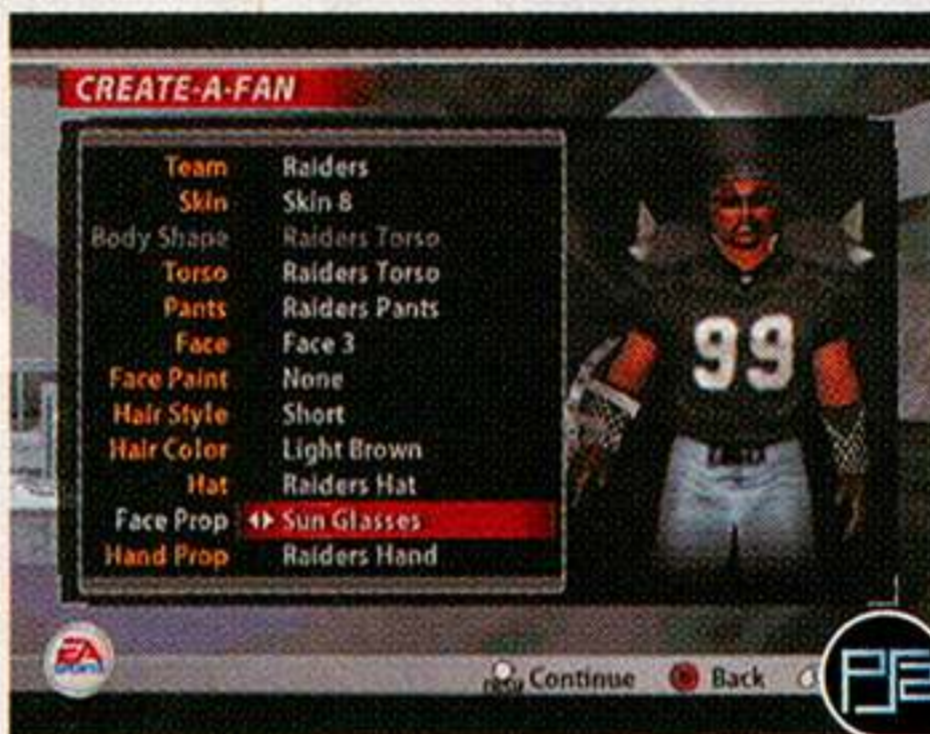 CREATE-A-FAN
Team Raiders
Skin Skin 8
Body Shape Raiders Torso
Torso Raiders Torso
Pants Raiders Pants
Face Face 3
Face Paint None
Hair Style Short
Hair Color Light Brown
Hat Raiders Hat
Face Prop Sun Glasses
Hand Prop Raiders Hand
99
EA
SPORTS
Continue Back